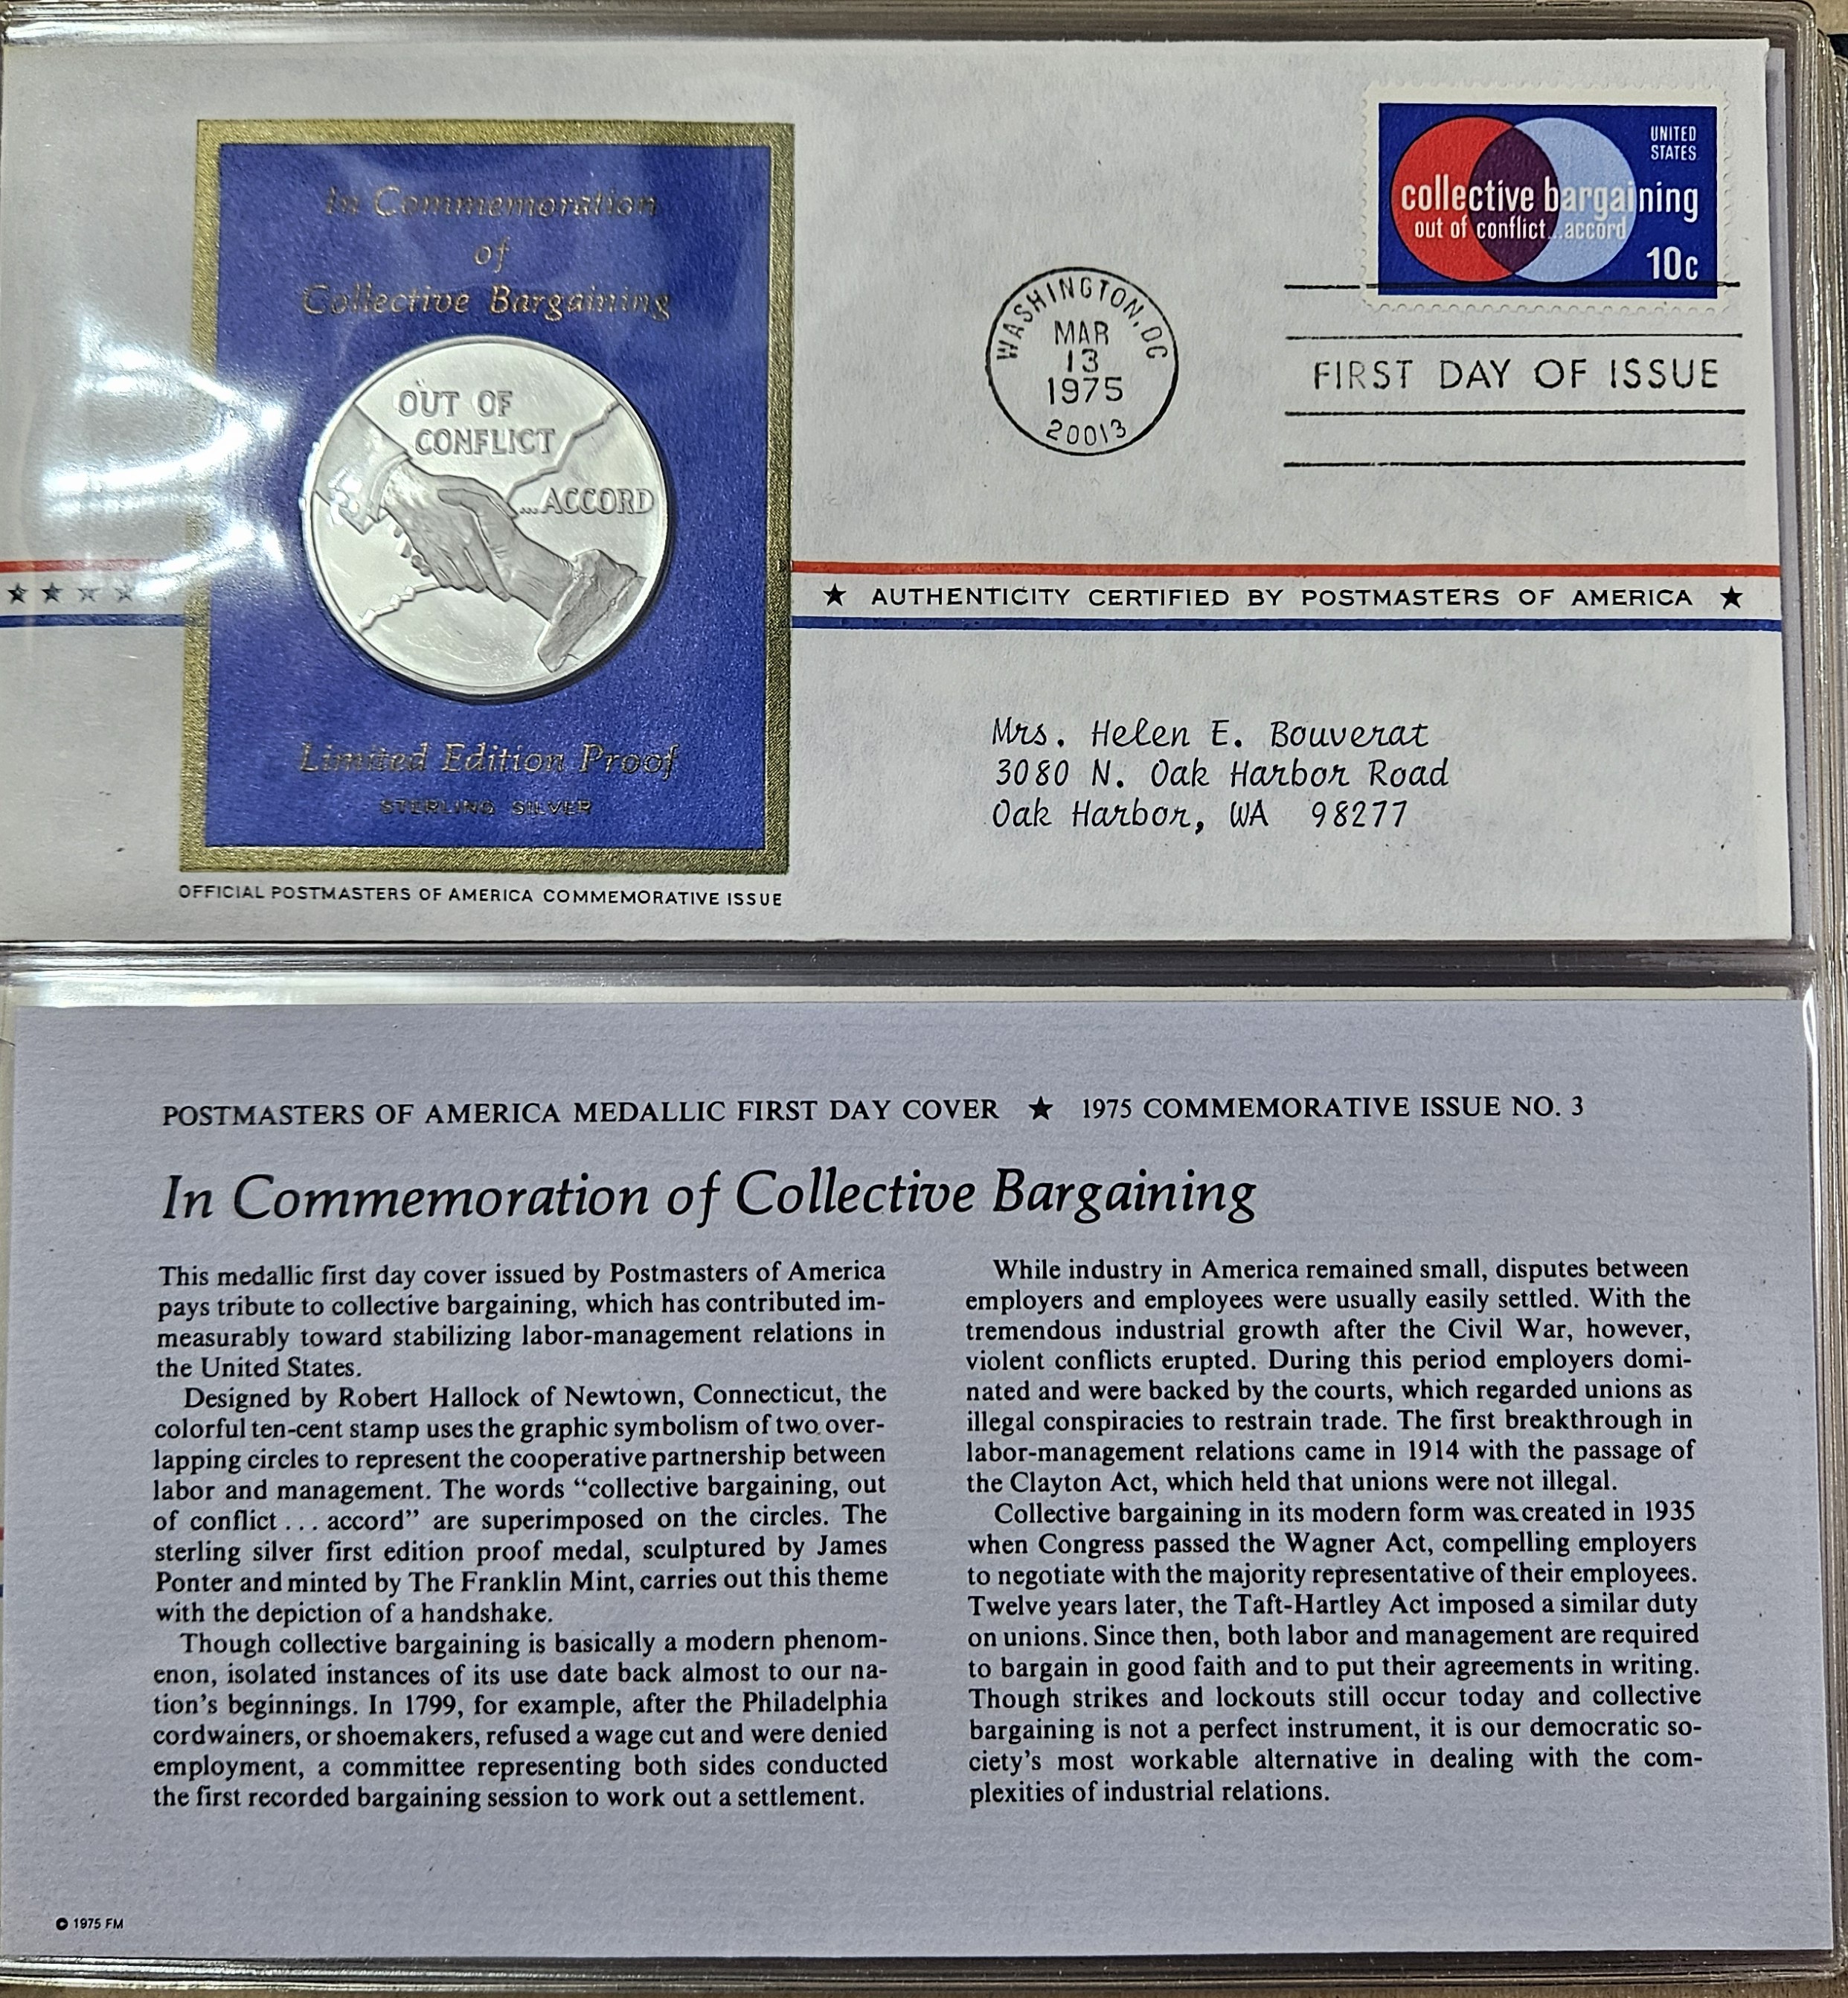 In Commemoration
of
Collective Bargaining
OUT OF
CONFLICT
...ACCORD
Limited Edition Proof
STERLING SILVER
OFFICIAL POSTMASTERS OF AMERICA COMMEMORATIVE ISSUE
UNITED
STATES
collective bargaining
out of conflict...accord
10c
WASHINGTON, DC
MAR
13
1975
20013
FIRST DAY OF ISSUE
★ AUTHENTICITY CERTIFIED BY POSTMASTERS OF AMERICA ★
Mrs. Helen E. Bouverat
3080 N. Oak Harbor Road
Oak Harbor, WA 98277
POSTMASTERS OF AMERICA MEDALLIC FIRST DAY COVER ★ 1975 COMMEMORATIVE ISSUE NO. 3
In Commemoration of Collective Bargaining
This medallic first day cover issued by Postmasters of America
pays tribute to collective bargaining, which has contributed im-
measurably toward stabilizing labor-management relations in
the United States.
Designed by Robert Hallock of Newtown, Connecticut, the
colorful ten-cent stamp uses the graphic symbolism of two over-
lapping circles to represent the cooperative partnership between
labor and management. The words “collective bargaining, out
of conflict . . . accord” are superimposed on the circles. The
sterling silver first edition proof medal, sculptured by James
Ponter and minted by The Franklin Mint, carries out this theme
with the depiction of a handshake.
Though collective bargaining is basically a modern phenom-
enon, isolated instances of its use date back almost to our na-
tion's beginnings. In 1799, for example, after the Philadelphia
cordwainers, or shoemakers, refused a wage cut and were denied
employment, a committee representing both sides conducted
the first recorded bargaining session to work out a settlement.
While industry in America remained small, disputes between
employers and employees were usually easily settled. With the
tremendous industrial growth after the Civil War, however,
violent conflicts erupted. During this period employers domi-
nated and were backed by the courts, which regarded unions as
illegal conspiracies to restrain trade. The first breakthrough in
labor-management relations came in 1914 with the passage of
the Clayton Act, which held that unions were not illegal.
Collective bargaining in its modern form was created in 1935
when Congress passed the Wagner Act, compelling employers
to negotiate with the majority representative of their employees.
Twelve years later, the Taft-Hartley Act imposed a similar duty
on unions. Since then, both labor and management are required
to bargain in good faith and to put their agreements in writing.
Though strikes and lockouts still occur today and collective
bargaining is not a perfect instrument, it is our democratic so-
ciety's most workable alternative in dealing with the com-
plexities of industrial relations.
© 1975 FM